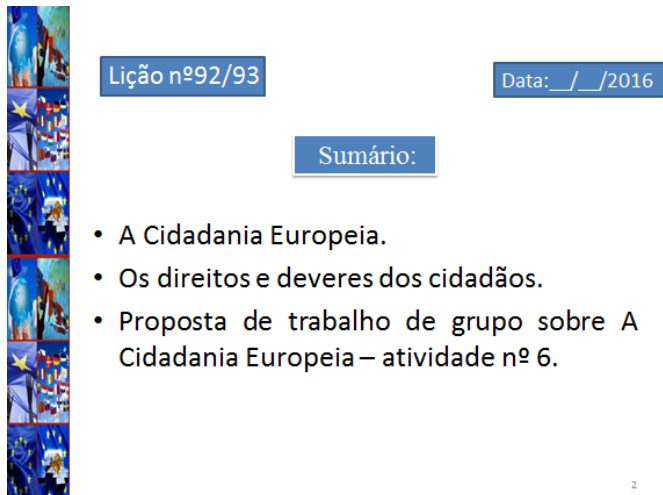 Lição nº92/93
Data:__/__/2016
Sumário:
• A Cidadania Europeia.
• Os direitos e deveres dos cidadãos.
• Proposta de trabalho de grupo sobre A
Cidadania Europeia – atividade nº 6.
2